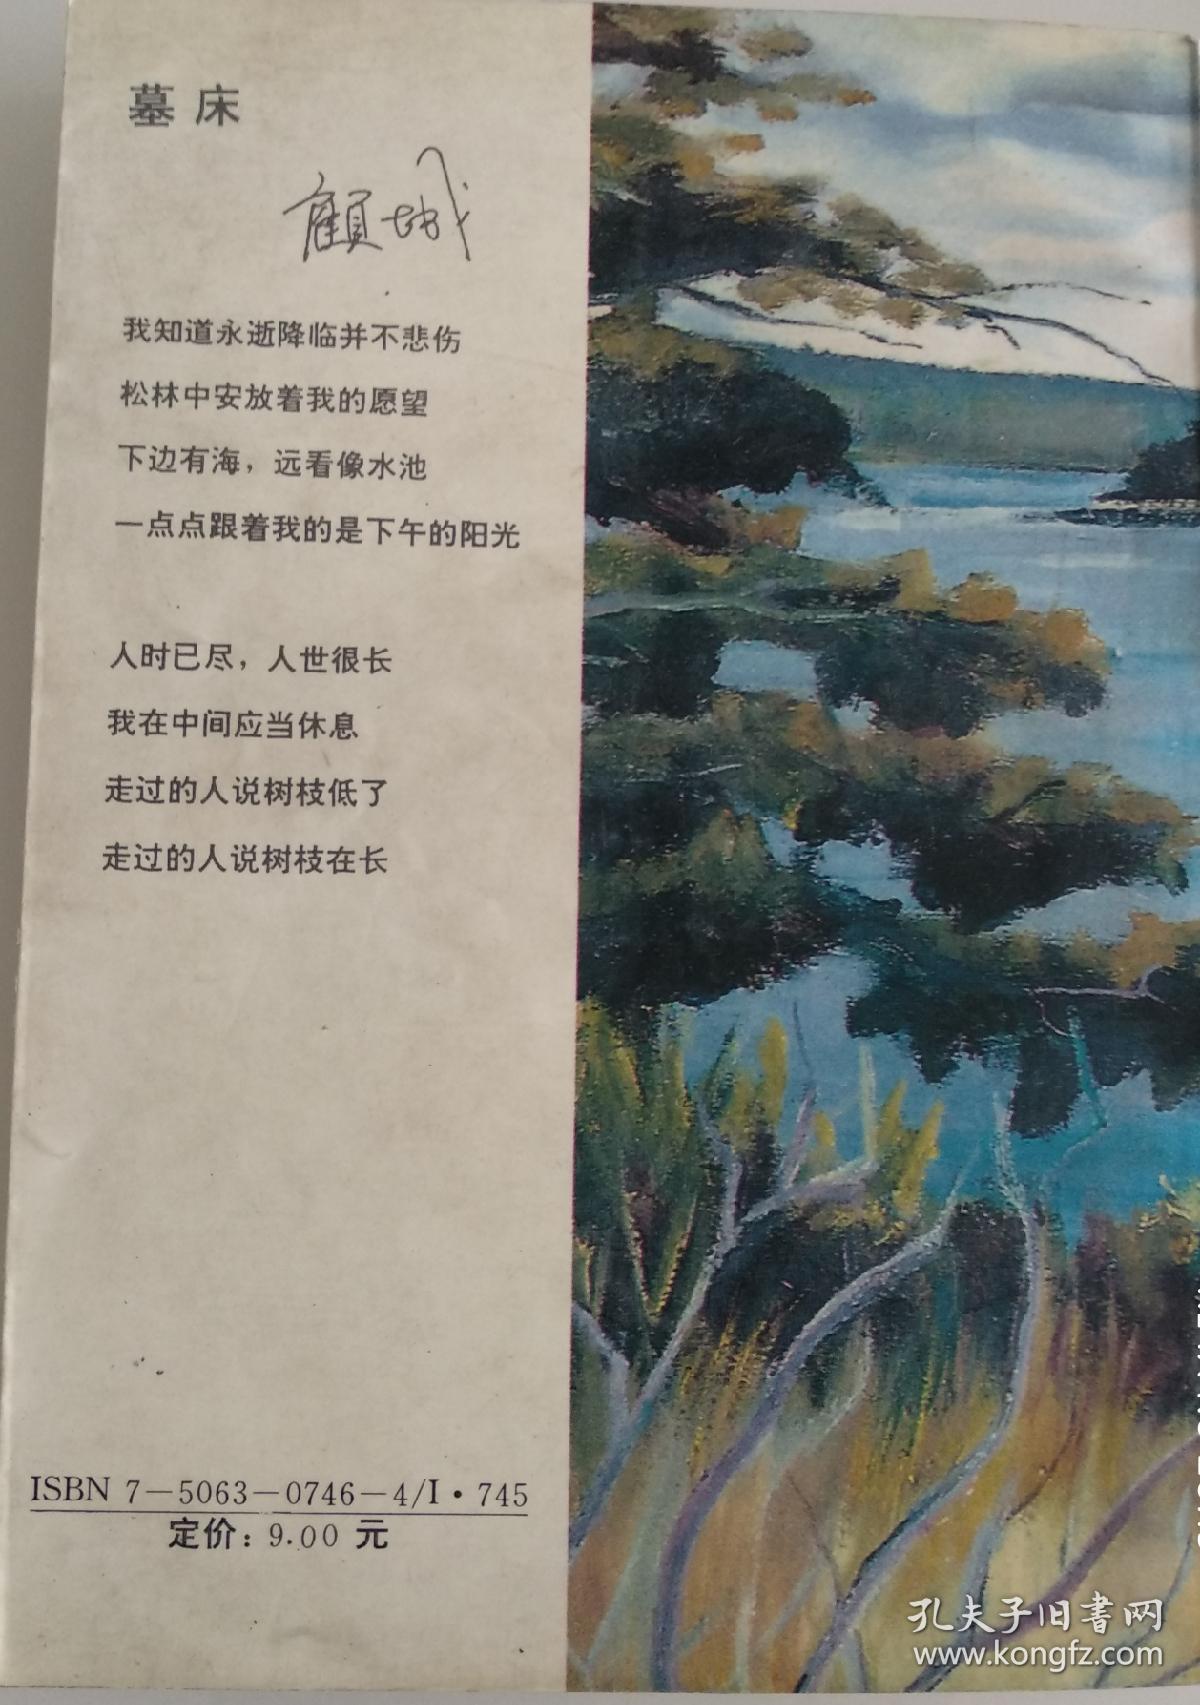 墓床
顧城
我知道永逝降临并不悲伤
松林中安放着我的愿望
下边有海，远看像水池
一点点跟着我的是下午的阳光
人时已尽，人世很长
我在中间应当休息
走过的人说树枝低了
走过的人说树枝在长
ISBN 7-5063-0746-4/I·745
定价：9.00 元
孔夫子旧書网
www.kongfz.com